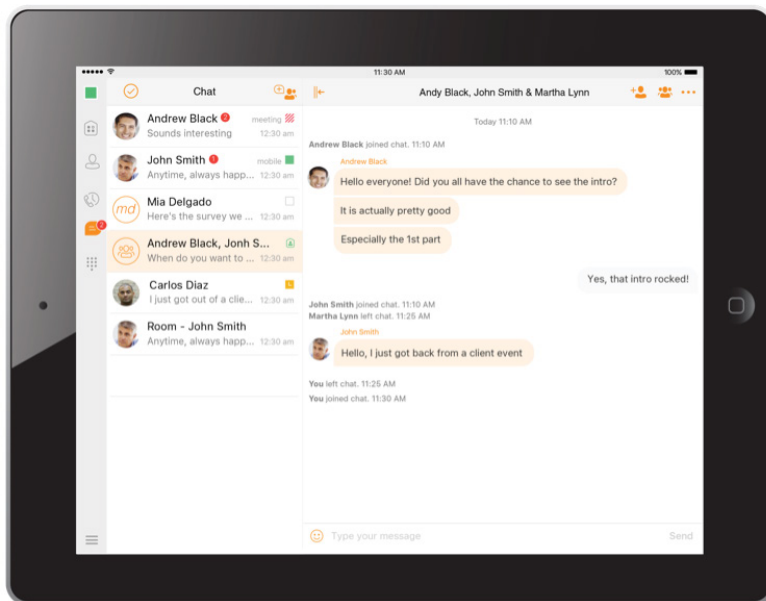 11:30 AM
100%
Chat
Andy Black, John Smith & Martha Lynn
Andrew Black 2
meeting
Sounds interesting
12:30 am
John Smith 1
mobile
Anytime, always happ...
12:30 am
md
Mia Delgado
Here's the survey we ...
12:30 am
2
Andrew Black, Jonh S...
When do you want to ...
12:30 am
Carlos Diaz
I just got out of a clie...
12:30 am
Room - John Smith
Anytime, always happ...
12:30 am
Today 11:10 AM
Andrew Black joined chat. 11:10 AM
Andrew Black
Hello everyone! Did you all have the chance to see the intro?
It is actually pretty good
Especially the 1st part
Yes, that intro rocked!
John Smith joined chat. 11:10 AM
Martha Lynn left chat. 11:25 AM
John Smith
Hello, I just got back from a client event
You left chat. 11:25 AM
You joined chat. 11:30 AM
Type your message
Send